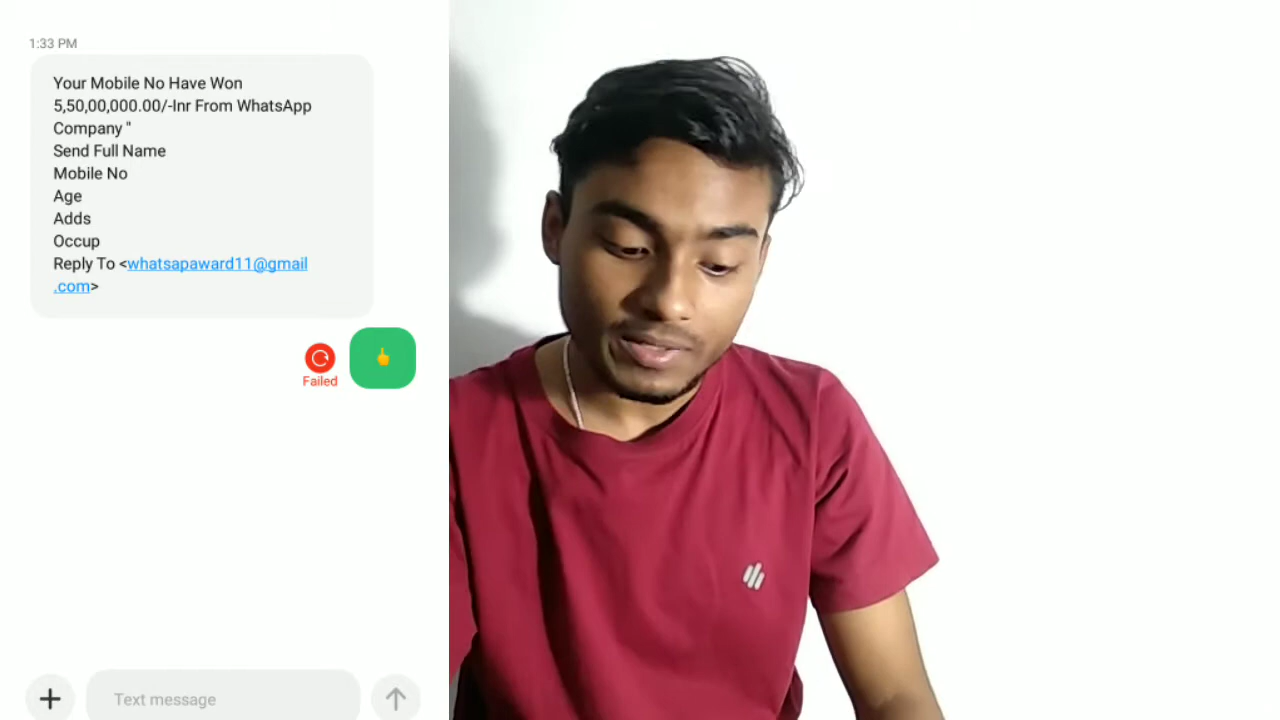 1:33 PM
Your Mobile No Have Won
5,50,00,000.00/-Inr From WhatsApp
Company "
Send Full Name
Mobile No
Age
Adds
Occup
Reply To <whatsapaward11@gmail
.com>
Failed
Text message